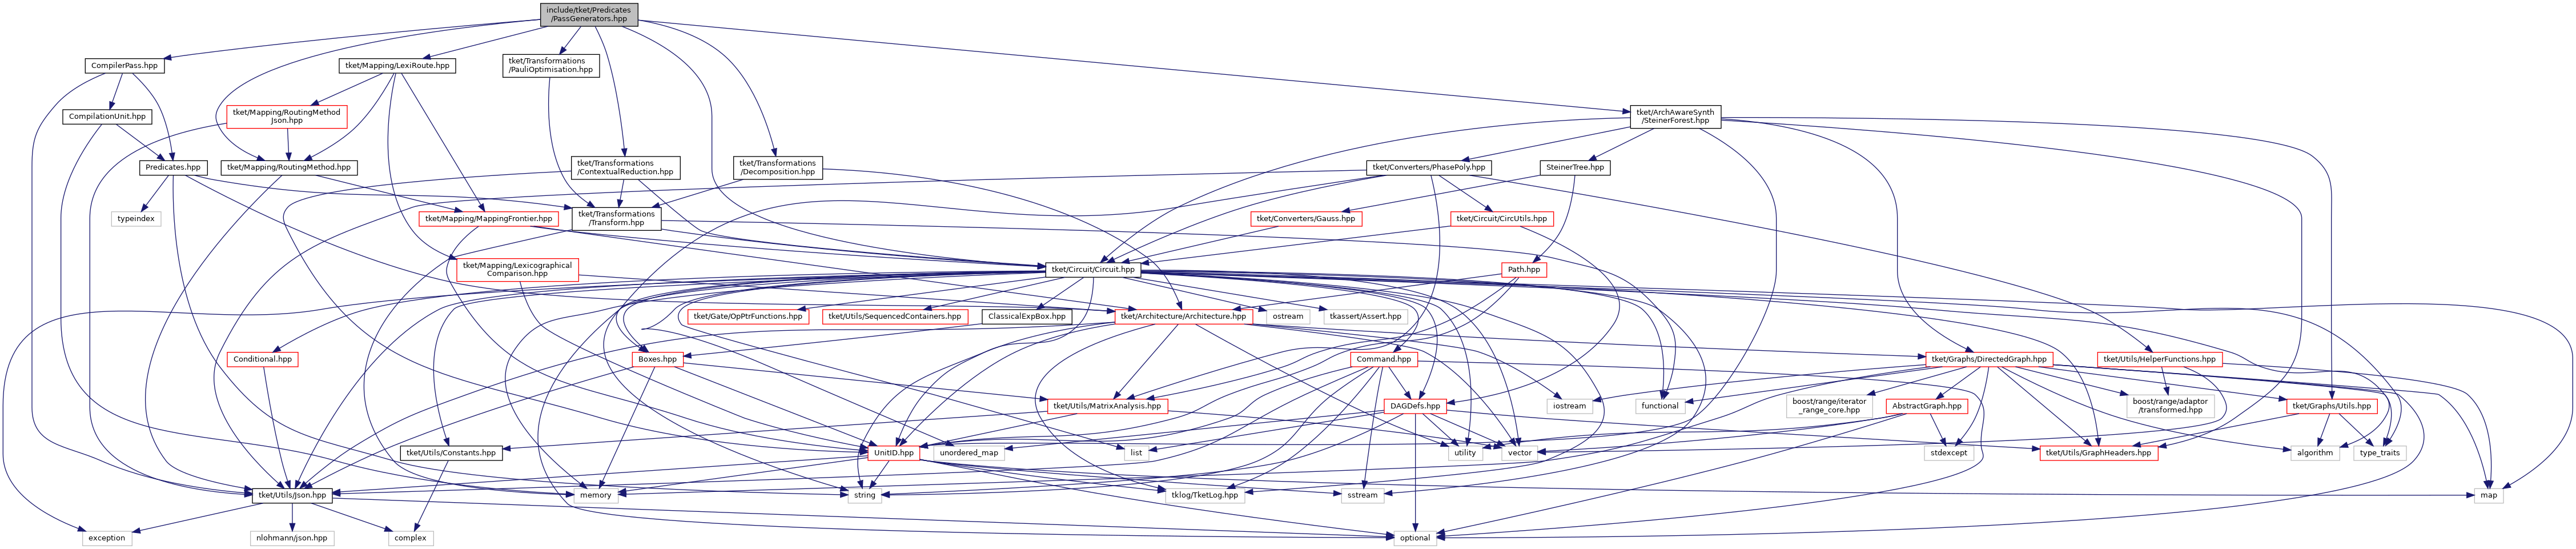 include/tket/Predicates
/PassGenerators.hpp
CompilerPass.hpp
tket/Mapping/LexiRoute.hpp
tket/Transformations
/PauliOptimisation.hpp
CompilationUnit.hpp
tket/Mapping/RoutingMethod
Json.hpp
tket/ArchAwareSynth
/SteinerForest.hpp
Predicates.hpp
tket/Mapping/RoutingMethod.hpp
tket/Transformations
/ContextualReduction.hpp
tket/Transformations
/Decomposition.hpp
tket/Converters/PhasePoly.hpp
SteinerTree.hpp
typeindex
tket/Mapping/MappingFrontier.hpp
tket/Transformations
/Transform.hpp
tket/Converters/Gauss.hpp
tket/Circuit/CircUtils.hpp
tket/Mapping/Lexicographical
Comparison.hpp
tket/Circuit/Circuit.hpp
Path.hpp
tket/Gate/OpPtrFunctions.hpp
tket/Utils/SequencedContainers.hpp
ClassicalExpBox.hpp
tket/Architecture/Architecture.hpp
ostream
tkassert/Assert.hpp
Conditional.hpp
Boxes.hpp
Command.hpp
tket/Graphs/DirectedGraph.hpp
tket/Utils/HelperFunctions.hpp
tket/Utils/MatrixAnalysis.hpp
DAGDefs.hpp
iostream
functional
boost/range/iterator
_range_core.hpp
AbstractGraph.hpp
boost/range/adaptor
/transformed.hpp
tket/Graphs/Utils.hpp
tket/Utils/Constants.hpp
UnitID.hpp
unordered_map
list
utility
vector
stdexcept
tket/Utils/GraphHeaders.hpp
algorithm
type_traits
tket/Utils/Json.hpp
memory
string
tklog/TketLog.hpp
sstream
map
exception
nlohmann/json.hpp
complex
optional